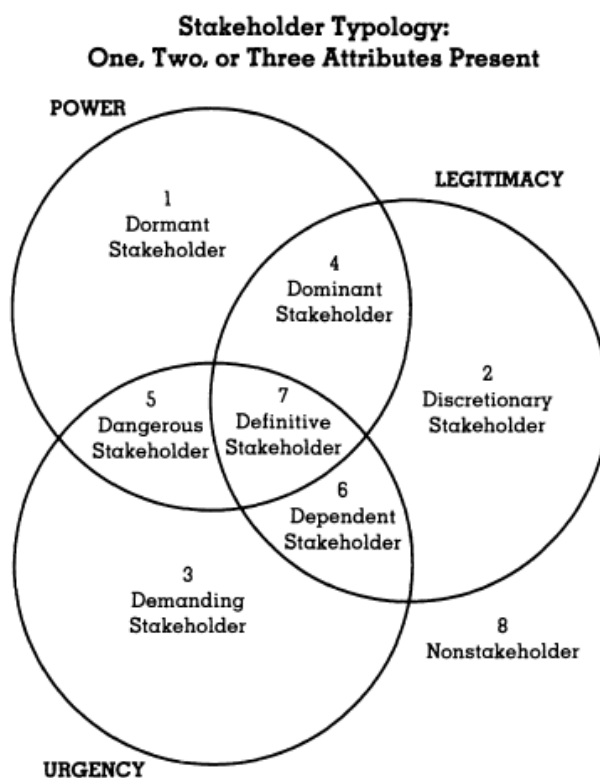 Stakeholder Typology:
One, Two, or Three Attributes Present
POWER
LEGITIMACY
1
Dormant
Stakeholder
4
Dominant
Stakeholder
2
Discretionary
Stakeholder
5
Dangerous
Stakeholder
7
Definitive
Stakeholder
6
Dependent
Stakeholder
3
Demanding
Stakeholder
8
Nonstakeholder
URGENCY